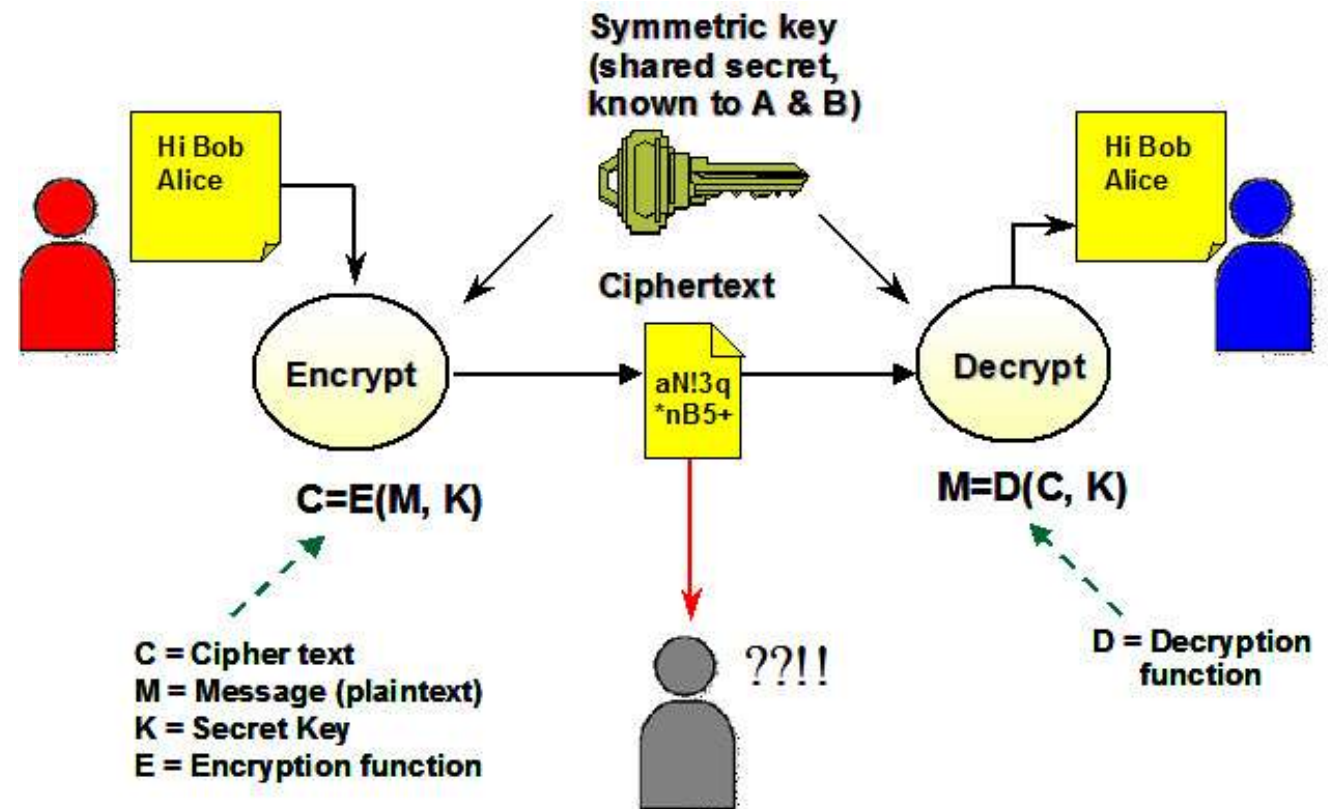 Symmetric key
(shared secret,
known to A & B)
Hi Bob
Alice
Hi Bob
Alice
Ciphertext
Encrypt
aN!3q
*nB5+
Decrypt
C=E(M, K)
M=D(C, K)
??!!
C = Cipher text
M = Message (plaintext)
K = Secret Key
E = Encryption function
D = Decryption
function